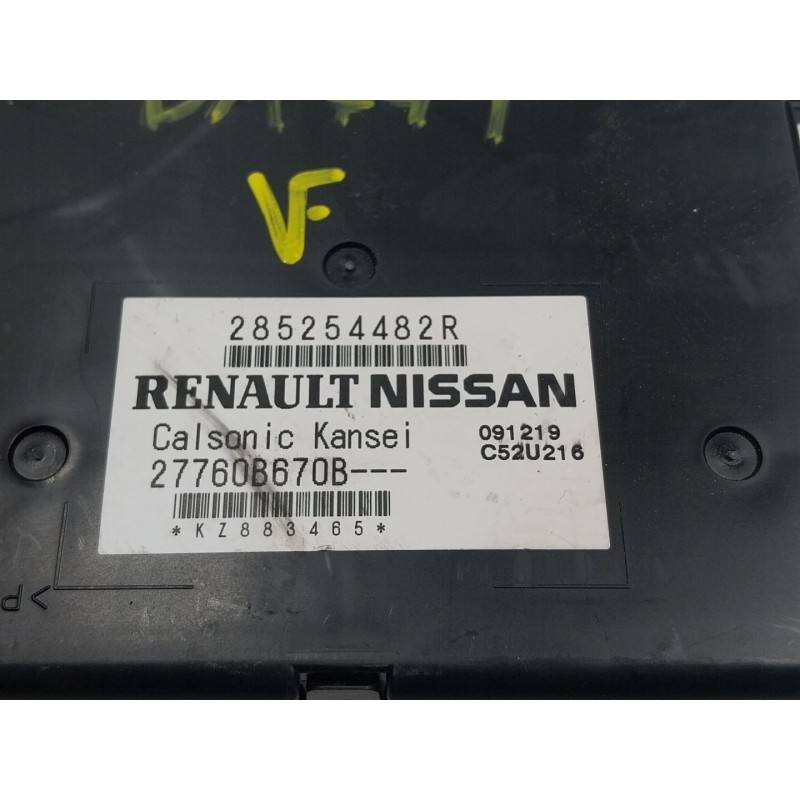 VF.
285254482R
RENAULT NISSAN
Calsonic Kansei
091219
27760B670B---
C52U216
*KZ883465*
>P